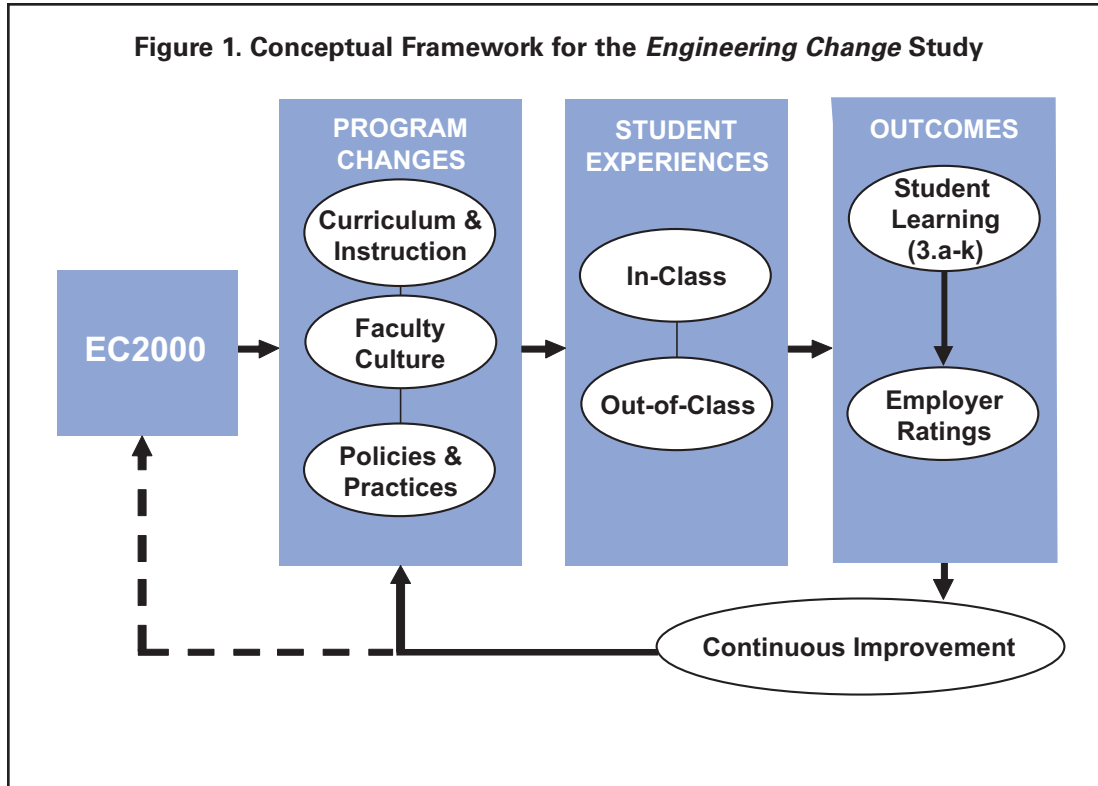 Figure 1. Conceptual Framework for the Engineering Change Study
EC2000
PROGRAM
CHANGES
Curriculum &
Instruction
Faculty
Culture
Policies &
Practices
STUDENT
EXPERIENCES
In-Class
Out-of-Class
OUTCOMES
Student
Learning
(3.a-k)
Employer
Ratings
Continuous Improvement